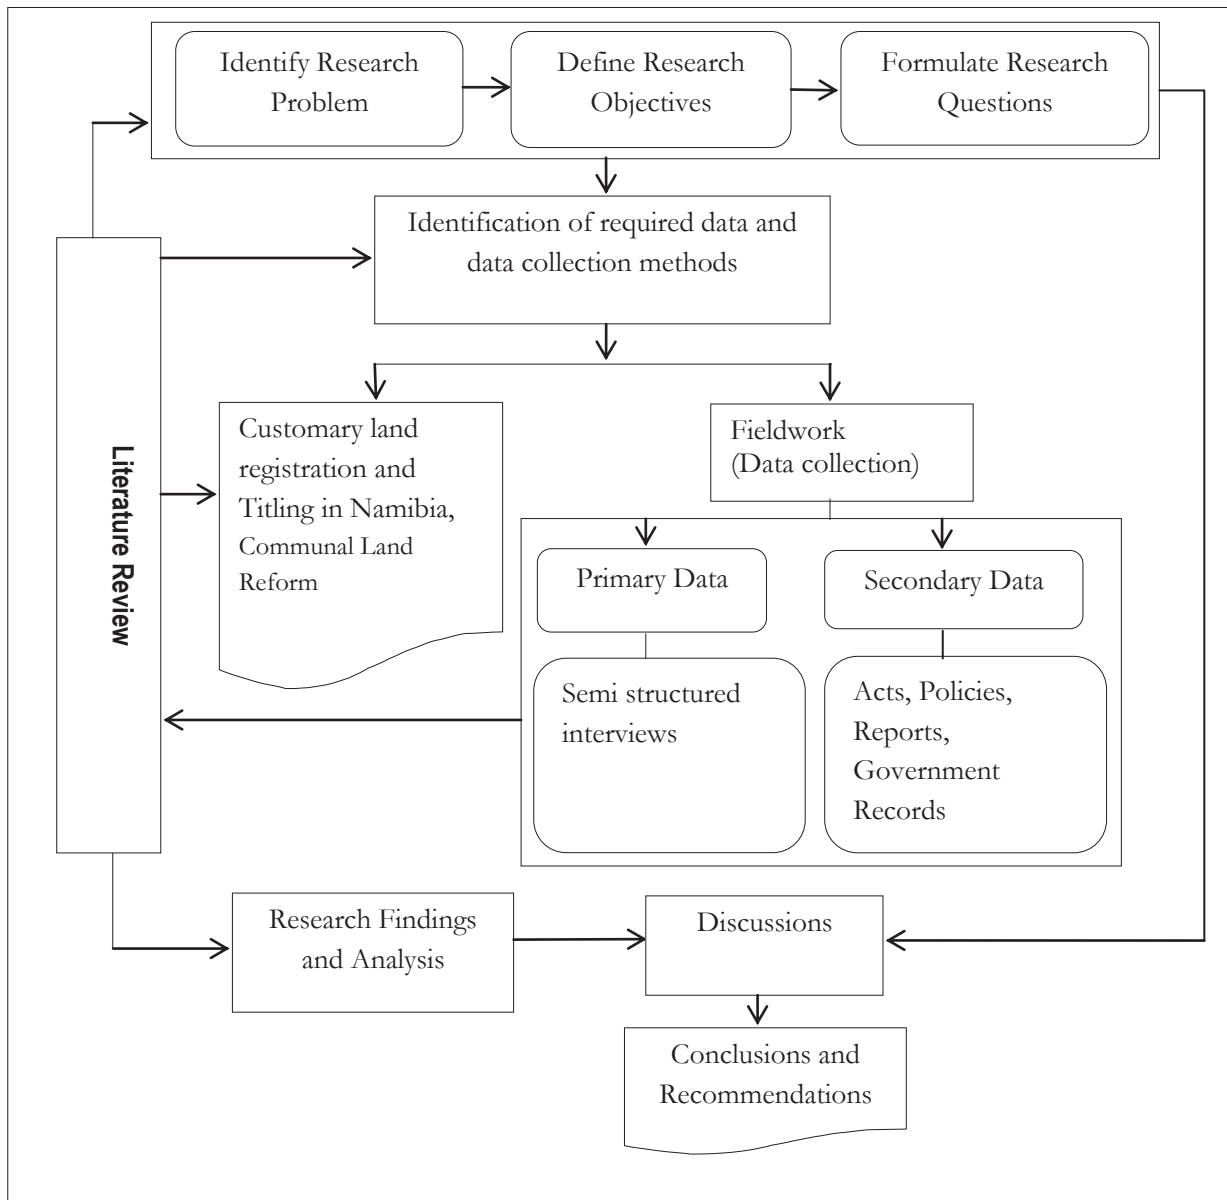 Identify Research
Problem
Define Research
Objectives
Formulate Research
Questions
Identification of required data and
data collection methods
Literature Review
Customary land
registration and
Titling in Namibia,
Communal Land
Reform
Fieldwork
(Data collection)
Primary Data
Secondary Data
Semi structured
interviews
Acts, Policies,
Reports,
Government
Records
Research Findings
and Analysis
Discussions
Conclusions and
Recommendations